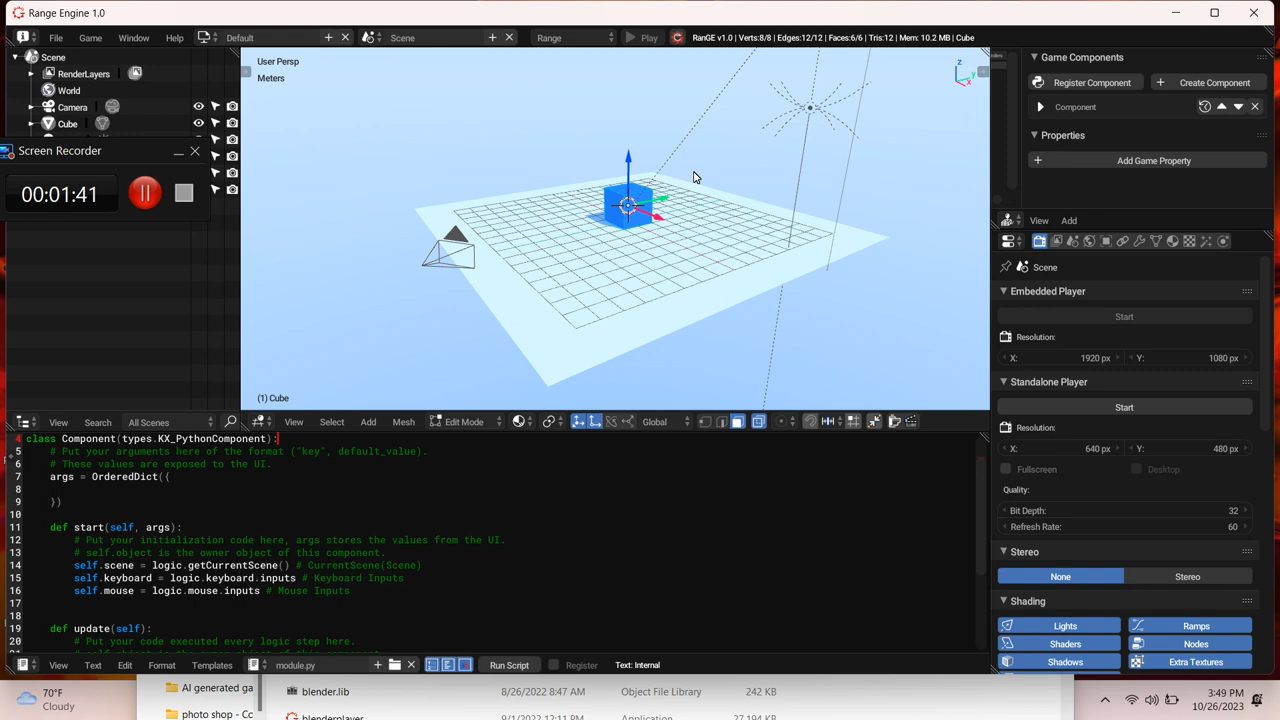 Range Engine 1.0
File Game Window Help Default Scene Range Play RanGE v1.0 | Verts:8/8 | Edges:12/12 | Faces:6/6 | Tris:12 | Mem: 10.2 MB | Cube
Scene
RenderLayers
World
Camera
Cube
Screen Recorder
00:01:41
User Persp
Meters
(1) Cube
z
y
x
Game Components
Register Component Create Component
Component
Properties
Add Game Property
View Add
Scene
Embedded Player
Start
Resolution:
X: 1920 px Y: 1080 px
Standalone Player
Start
Resolution:
X: 640 px Y: 480 px
Fullscreen Desktop
Quality:
Bit Depth: 32
Refresh Rate: 60
Stereo
None Stereo
Shading
Lights Ramps
Shaders Nodes
Shadows Extra Textures
View Search All Scenes View Select Add Mesh Edit Mode Global
4 class Component(types.KX_PythonComponent):
5 # Put your arguments here of the format ("key", default_value).
6 # These values are exposed to the UI.
7 args = OrderedDict({
8
9 })
10
11 def start(self, args):
12 # Put your initialization code here, args stores the values from the UI.
13 # self.object is the owner object of this component.
14 self.scene = logic.getCurrentScene() # CurrentScene(Scene)
15 self.keyboard = logic.keyboard.inputs # Keyboard Inputs
16 self.mouse = logic.mouse.inputs # Mouse Inputs
17
18
19 def update(self):
20 # Put your code executed every logic step here.
View Text Edit Format Templates module.py Run Script Register Text: Internal
70°F
Cloudy
AI generated ga
photo shop - Co
blender.lib 8/26/2022 8:47 AM Object File Library 242 KB
blenderplayer 9/1/2022 12:11 PM Application 27,194 KB
3:49 PM
10/26/2023